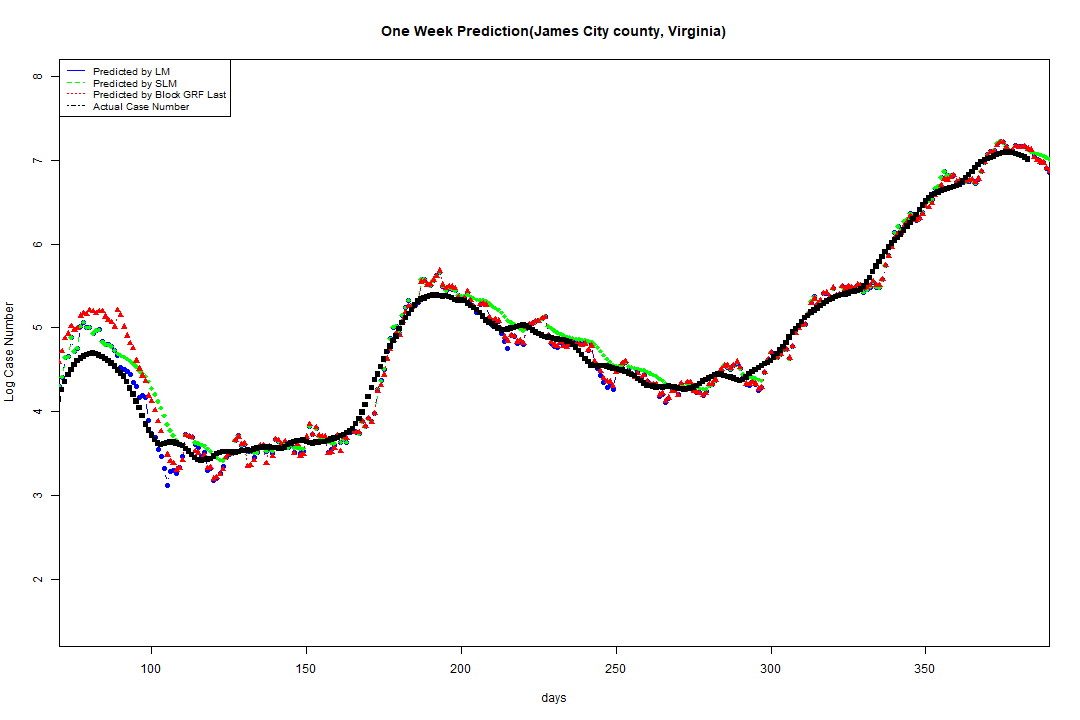 One Week Prediction(James City county, Virginia)
Predicted by LM
Predicted by SLM
Predicted by Block GRF Last
Actual Case Number
8
7
6
5
4
3
2
Log Case Number
100 150 200 250 300 350
days